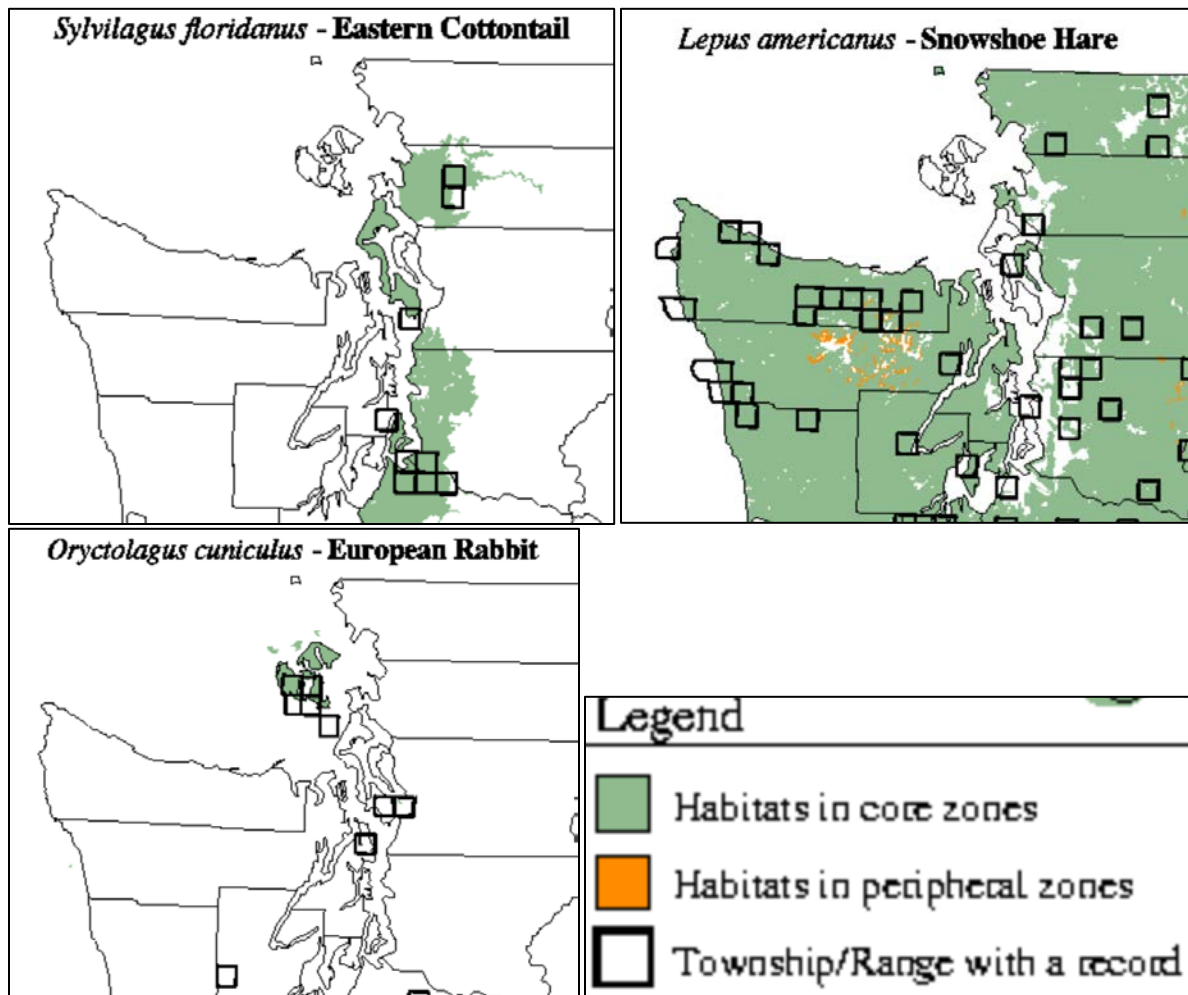 Sylvilagus floridanus - Eastern Cottontail
Lepus americanus - Snowshoe Hare
Oryctolagus cuniculus - European Rabbit
Legend
Habitats in core zones
Habitats in peripheral zones
Township/Range with a record